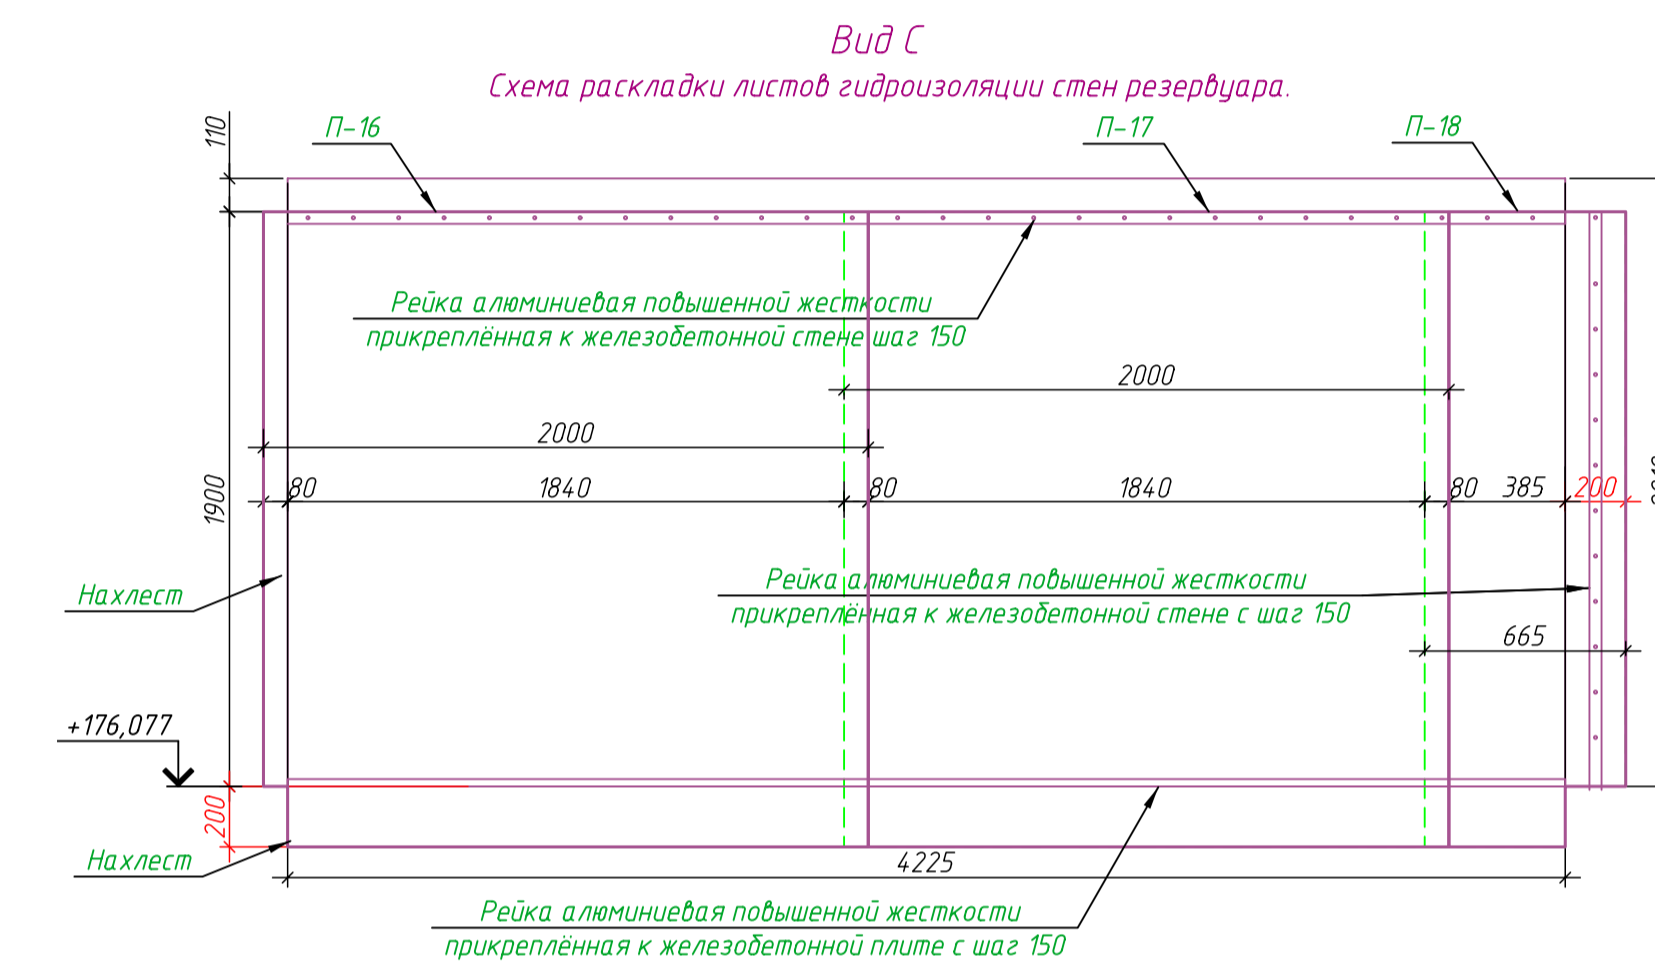 Вид С
Схема раскладки листов гидроизоляции стен резервуара.
110
П-16
П-17
П-18
Рейка алюминиевая повышенной жесткости
прикреплённая к железобетонной стене шаг 150
2000
2000
1900
80
1840
80
1840
80
385
200
Рейка алюминиевая повышенной жесткости
прикреплённая к железобетонной стене с шаг 150
Нахлест
665
+176,077
200
Нахлест
4225
Рейка алюминиевая повышенной жесткости
прикреплённая к железобетонной плите с шаг 150